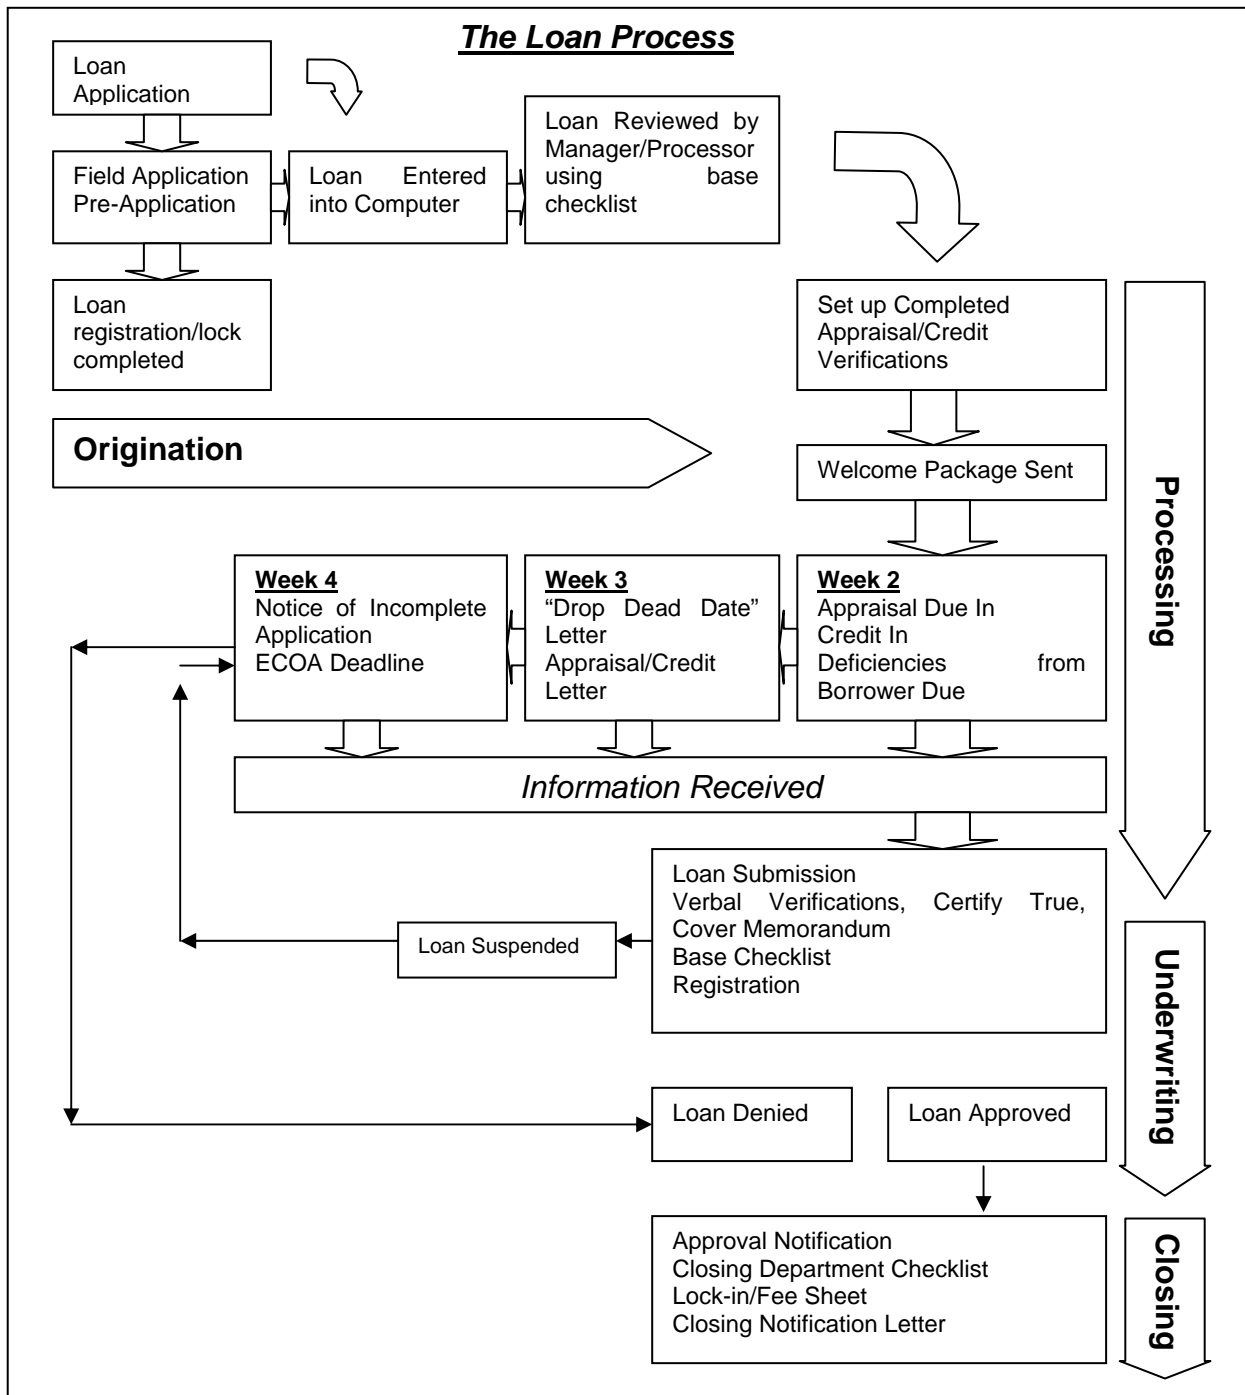 The Loan Process
Loan
Application
Field Application
Pre-Application
Loan Entered
into Computer
Loan Reviewed by
Manager/Processor
using base
checklist
Loan
registration/lock
completed
Set up Completed
Appraisal/Credit
Verifications
Origination
Welcome Package Sent
Processing
Week 4
Notice of Incomplete
Application
ECOA Deadline
Week 3
“Drop Dead Date”
Letter
Appraisal/Credit
Letter
Week 2
Appraisal Due In
Credit In
Deficiencies from
Borrower Due
Information Received
Loan Submission
Verbal Verifications, Certify True,
Cover Memorandum
Base Checklist
Registration
Loan Suspended
Underwriting
Loan Denied
Loan Approved
Approval Notification
Closing Department Checklist
Lock-in/Fee Sheet
Closing Notification Letter
Closing